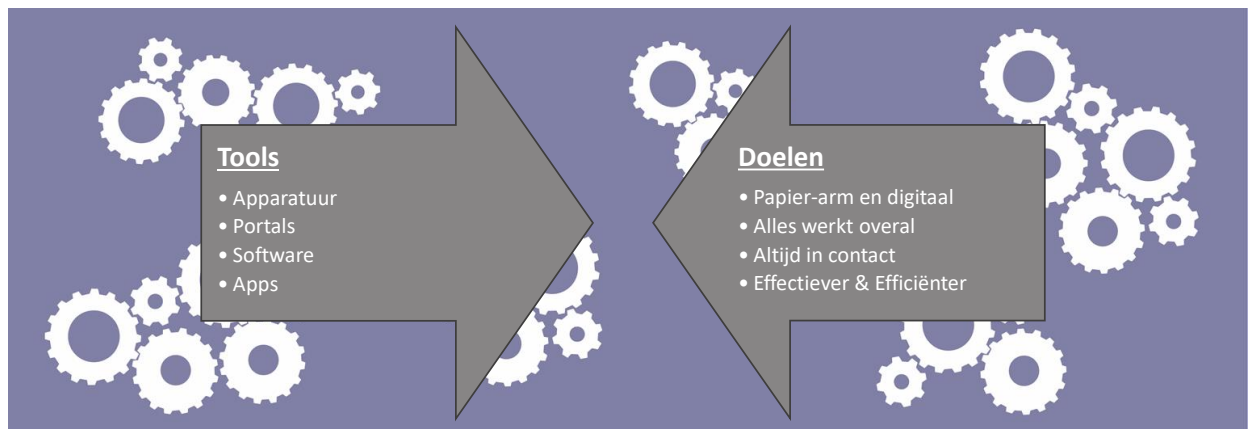 Tools
• Apparatuur
• Portals
• Software
• Apps
Doelen
• Papier-arm en digitaal
• Alles werkt overal
• Altijd in contact
• Effectiever & Efficiënter